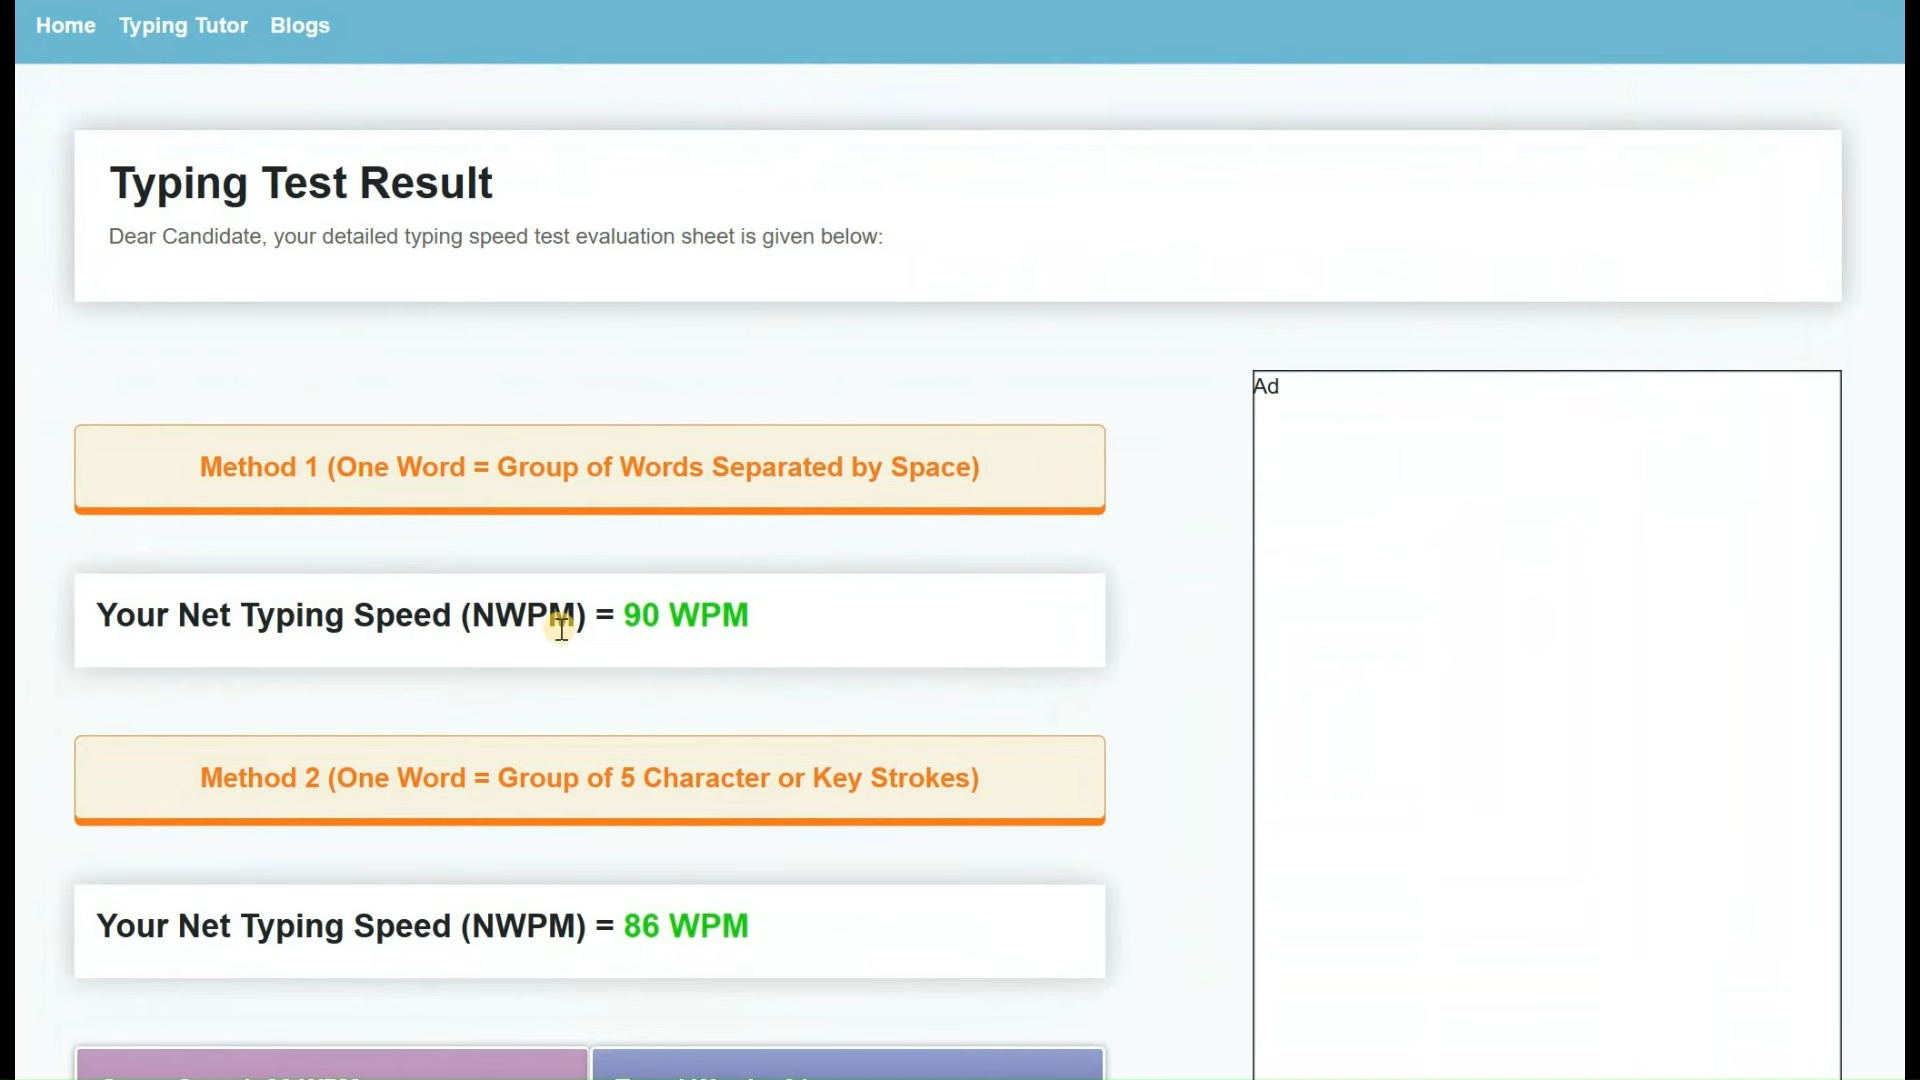 Home Typing Tutor Blogs
Typing Test Result
Dear Candidate, your detailed typing speed test evaluation sheet is given below:
Ad
Method 1 (One Word = Group of Words Separated by Space)
Your Net Typing Speed (NWPM) = 90 WPM
Method 2 (One Word = Group of 5 Character or Key Strokes)
Your Net Typing Speed (NWPM) = 86 WPM